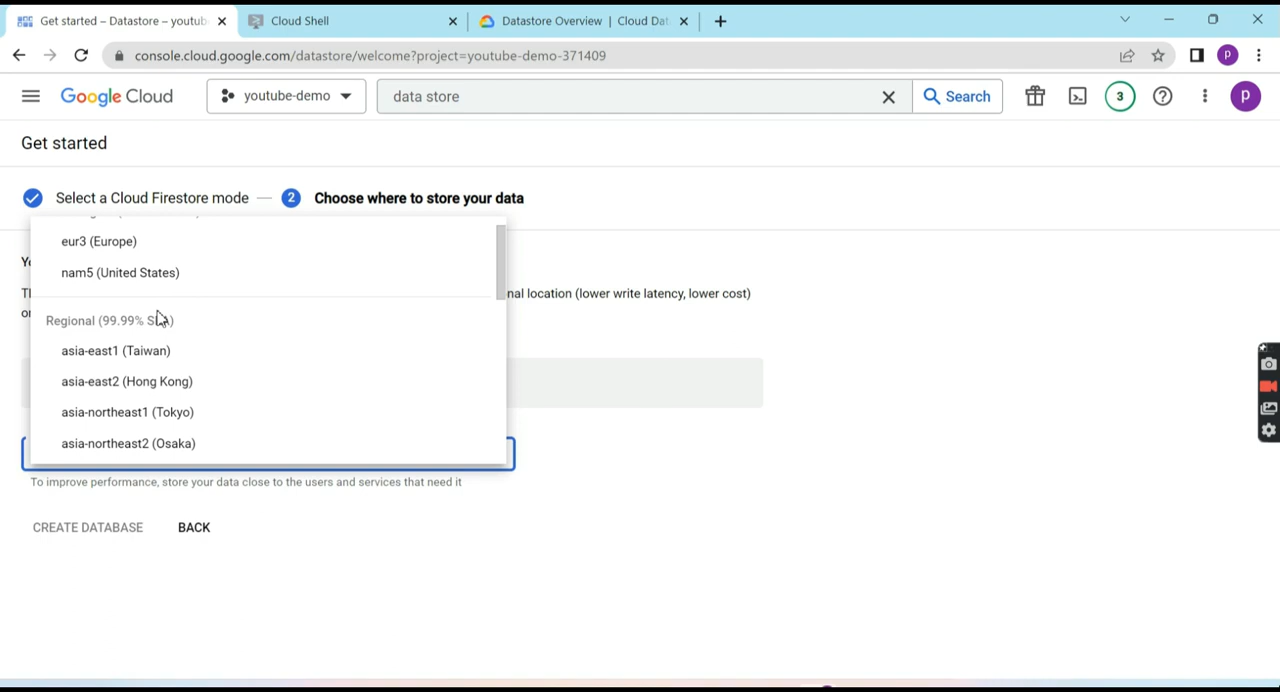 Get started – Datastore – youtub
Cloud Shell
Datastore Overview | Cloud Dat
console.cloud.google.com/datastore/welcome?project=youtube-demo-371409
P
Google Cloud
youtube-demo
data store
Search
3
P
Get started
Select a Cloud Firestore mode
2
Choose where to store your data
eur3 (Europe)
nam5 (United States)
nal location (lower write latency, lower cost)
Regional (99.99% SLA)
asia-east1 (Taiwan)
asia-east2 (Hong Kong)
asia-northeast1 (Tokyo)
asia-northeast2 (Osaka)
To improve performance, store your data close to the users and services that need it
CREATE DATABASE
BACK